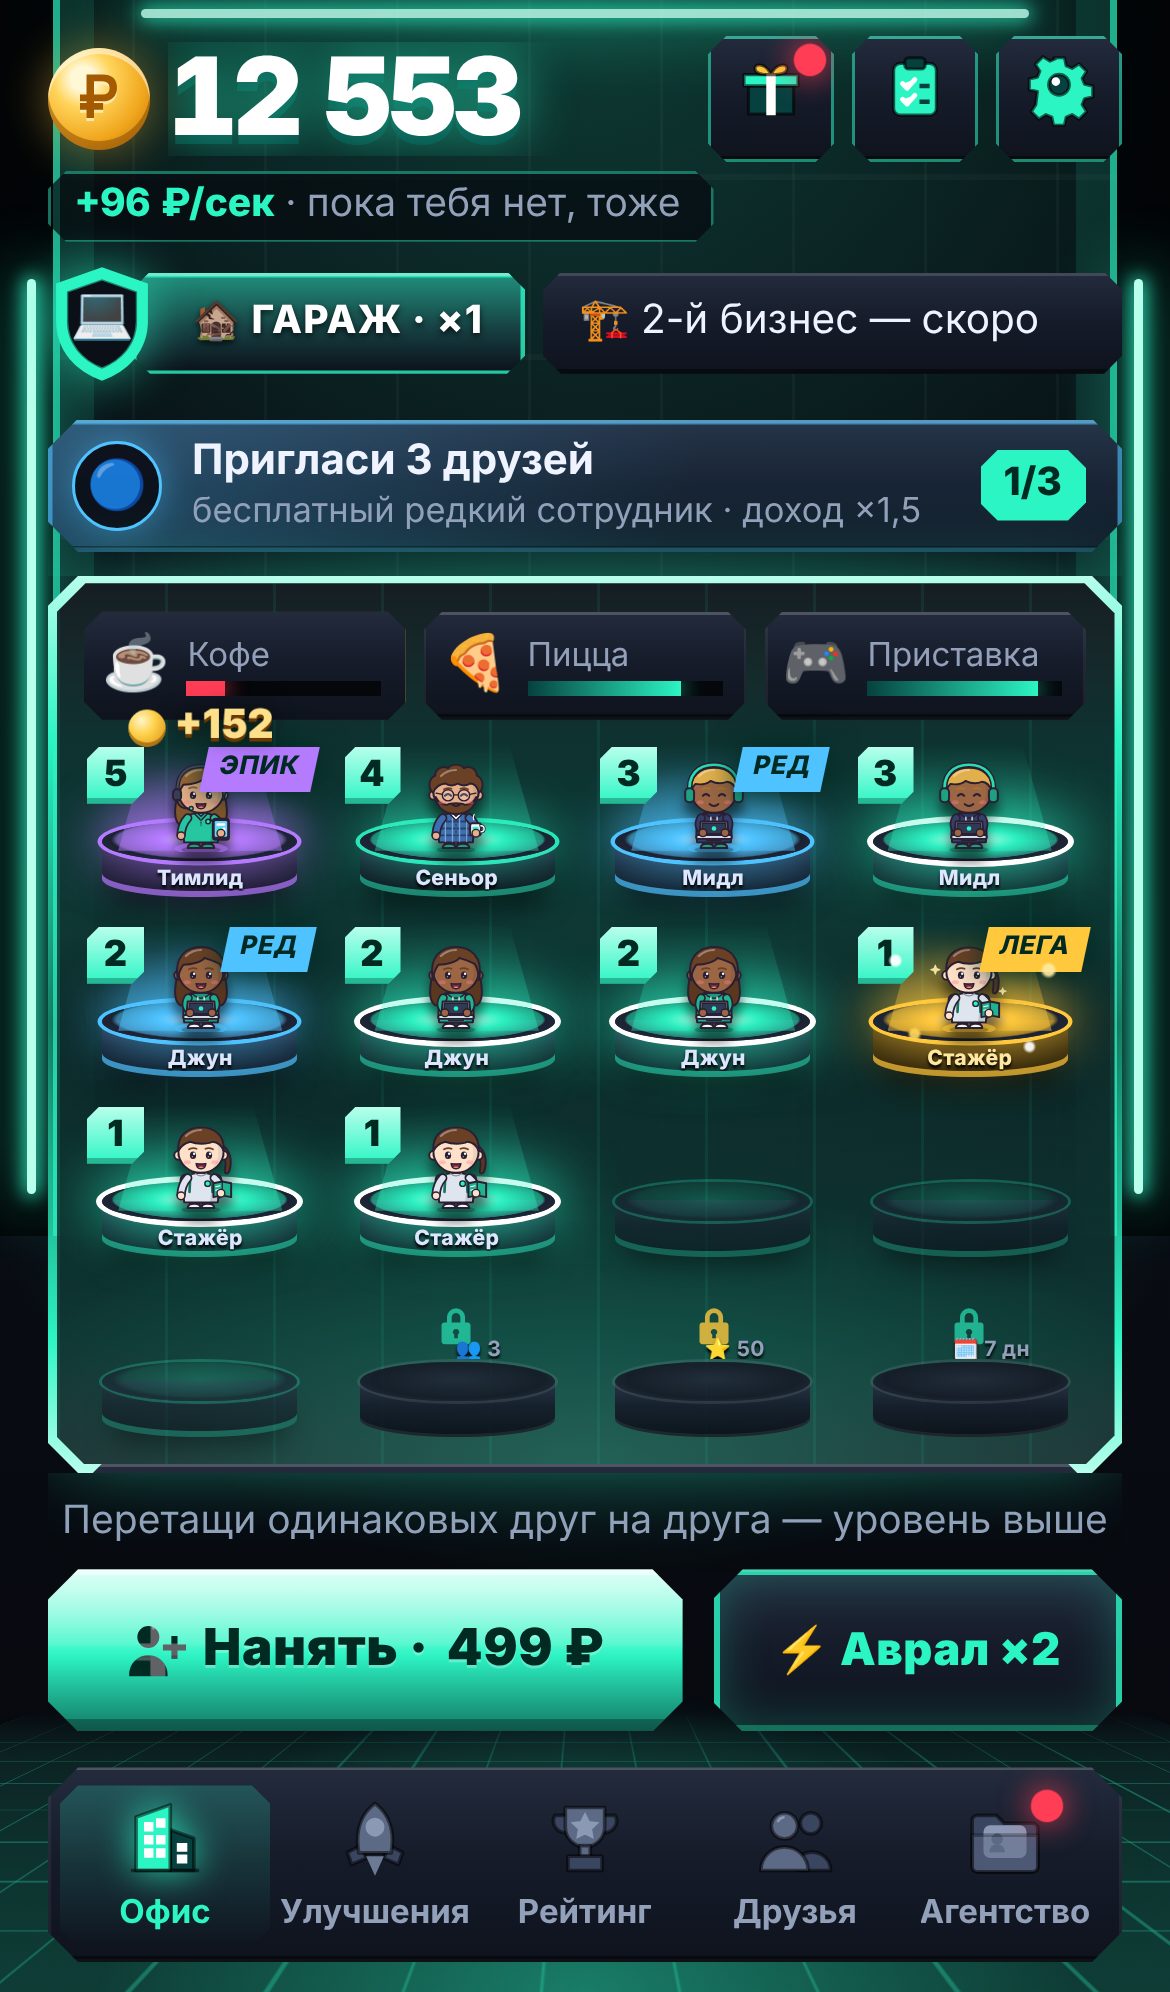 12 553
+96 ₽/сек · пока тебя нет, тоже
ГАРАЖ · ×1
2-й бизнес — скоро
Пригласи 3 друзей
бесплатный редкий сотрудник · доход ×1,5
1/3
Кофе
Пицца
Приставка
+152
5 ЭПИК
Тимлид
4
Сеньор
3 РЕД
Мидл
3
Мидл
2 РЕД
Джун
2
Джун
2
Джун
1 ЛЕГА
Стажёр
1
Стажёр
1
Стажёр
3
50
7 дн
Перетащи одинаковых друг на друга — уровень выше
Нанять · 499 ₽
Аврал ×2
Офис
Улучшения
Рейтинг
Друзья
Агентство